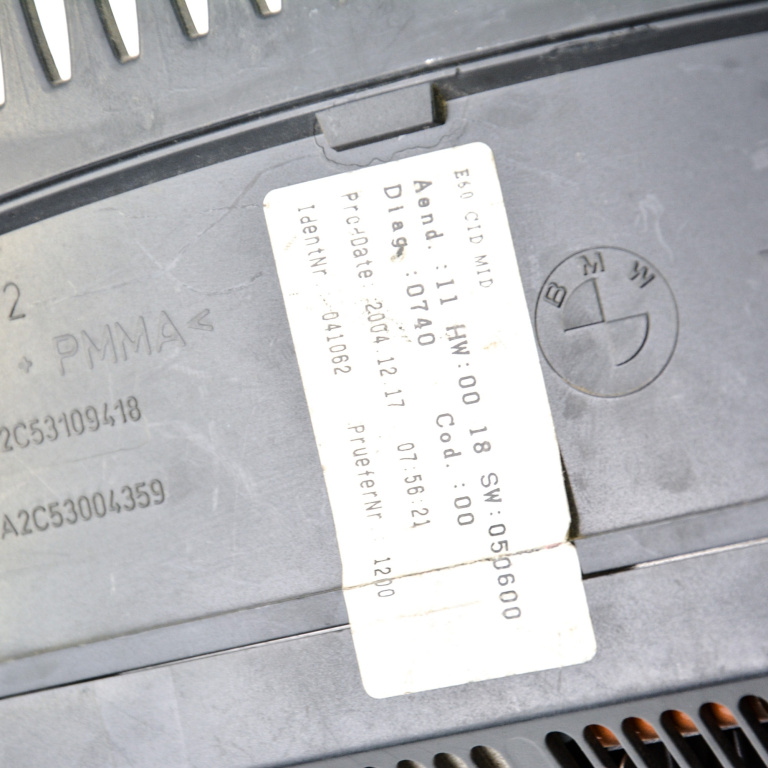 E60 CID MID
Aend. :11 HW:00 18 SW:050600
Diag. :0740 Cod. :00
ProdDate: 2004.12.17 07:56:21
IdentNr. :041062 PrueferNr : 1200
BMW
2
PMMA<
2C53109418
A2C53004359